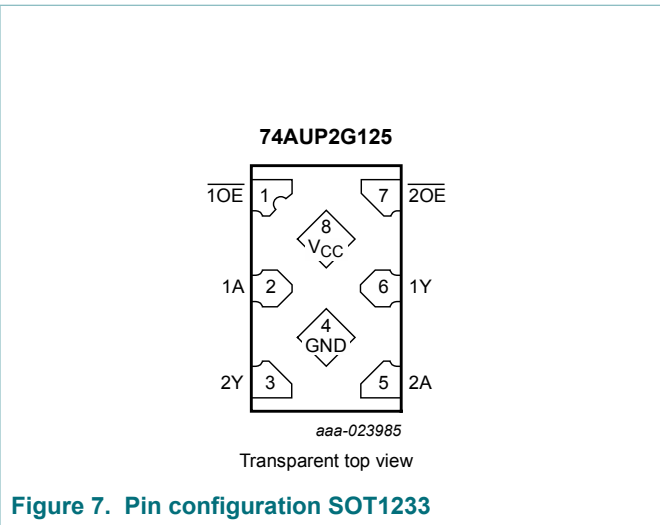 74AUP2G125
1OE 1 7 2OE
8
VCC
1A 2 6 1Y
4
GND
2Y 3 5 2A
aaa-023985
Transparent top view
Figure 7. Pin configuration SOT1233